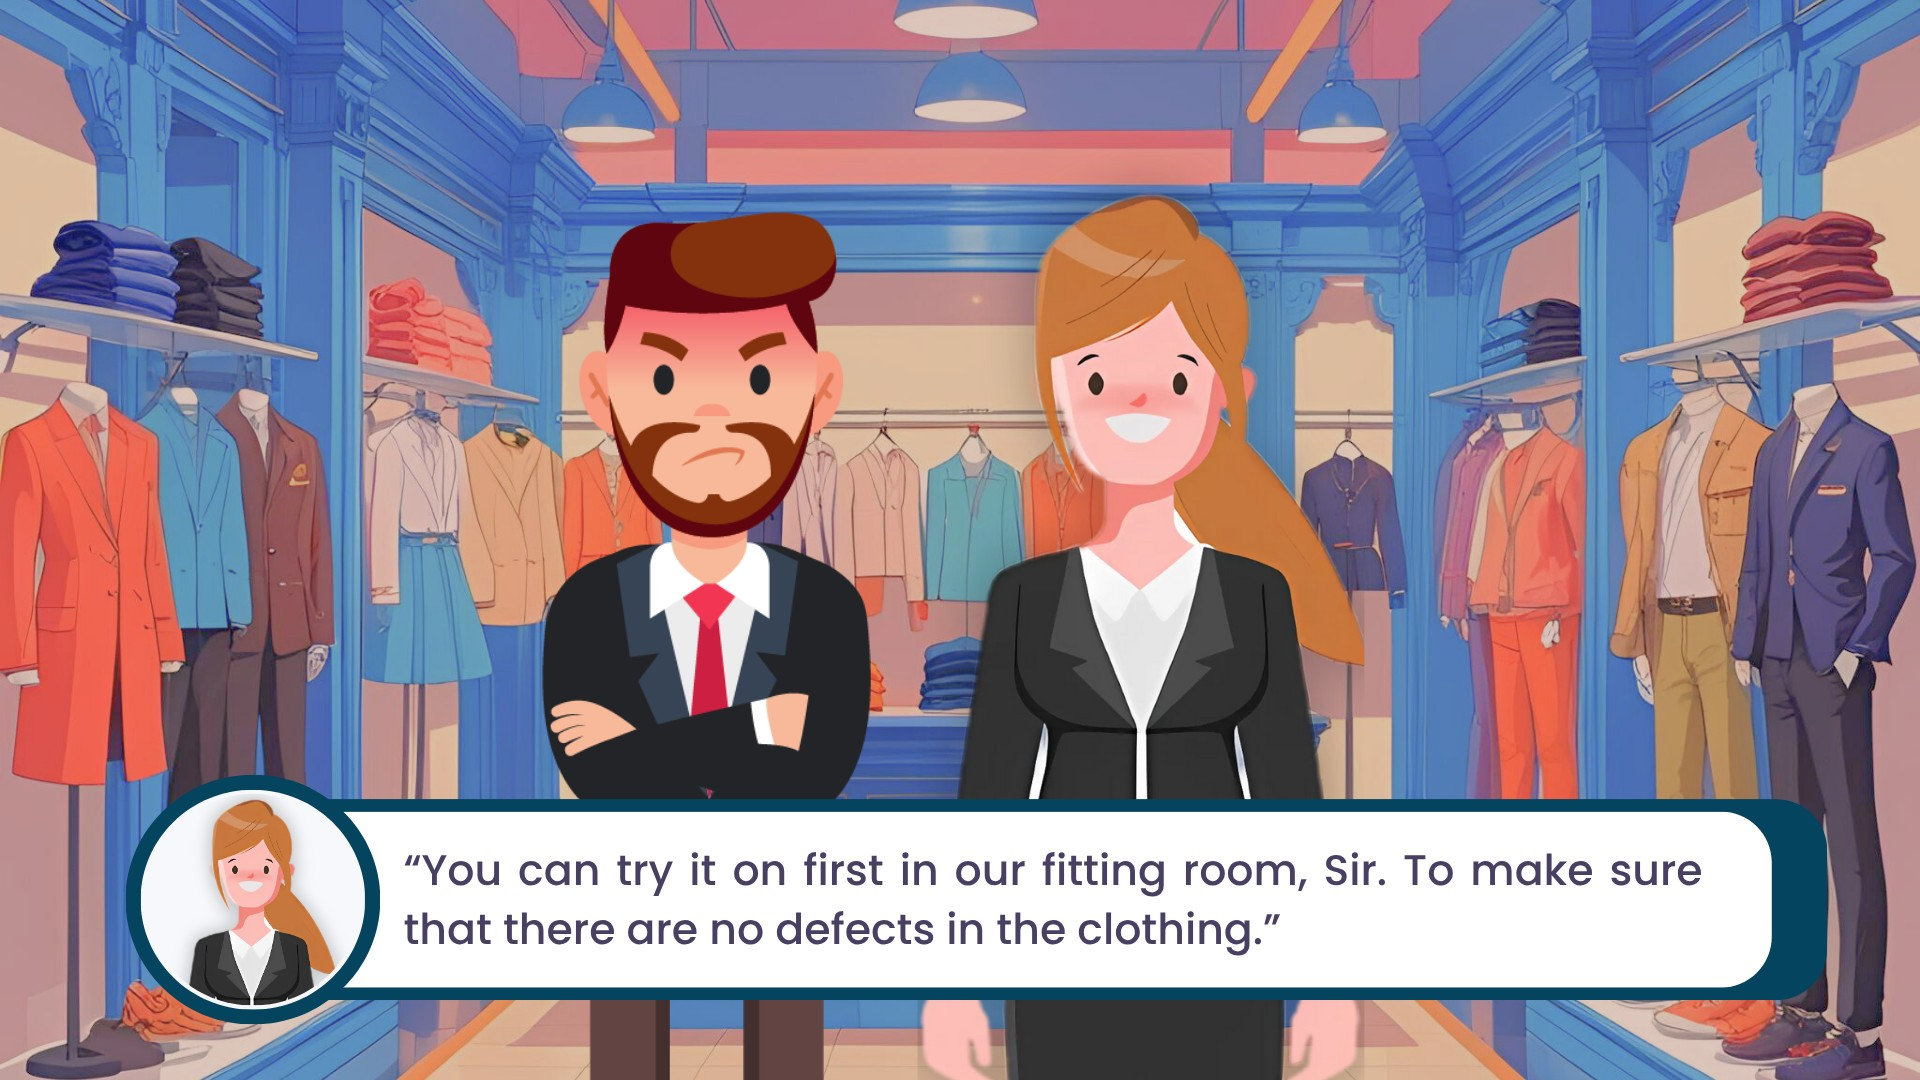 “You can try it on first in our fitting room, Sir. To make sure
that there are no defects in the clothing.”